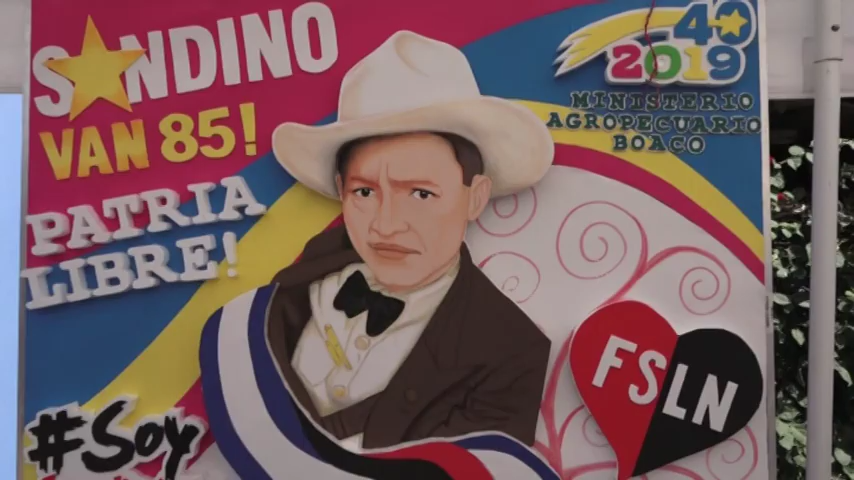 SANDINO
VAN 85!
PATRIA
LIBRE!
#Soy
40
2019
MINISTERIO
AGROPECUARIO
BOACO
FSLN